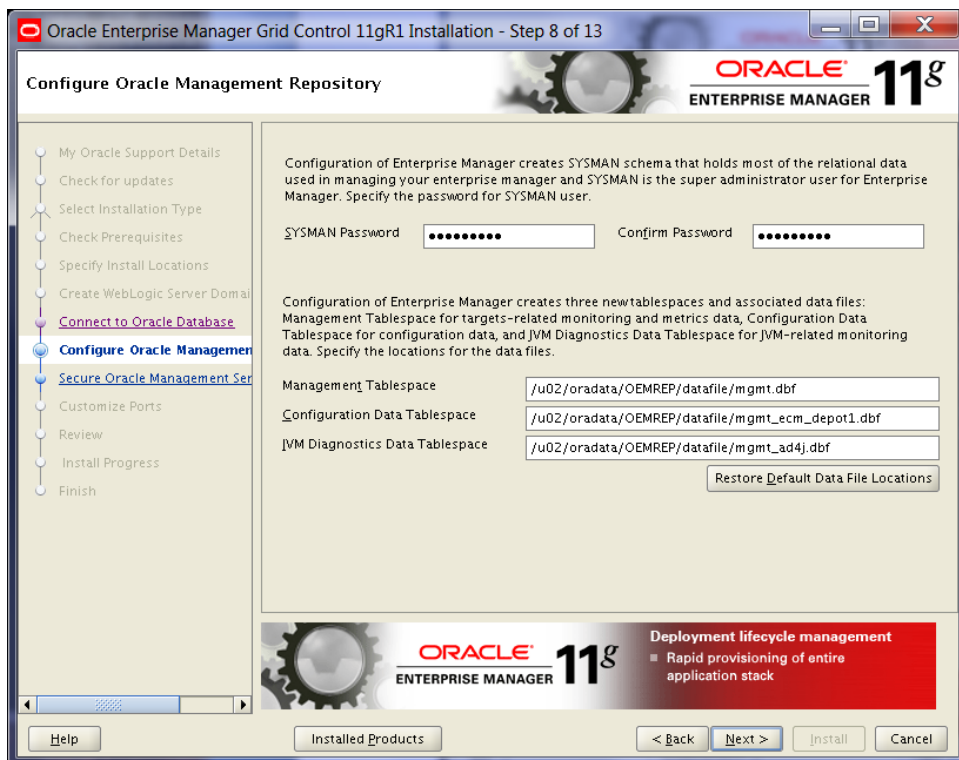 Oracle Enterprise Manager Grid Control 11gR1 Installation - Step 8 of 13
Configure Oracle Management Repository
ORACLE
ENTERPRISE MANAGER 11g
My Oracle Support Details
Check for updates
Select Installation Type
Check Prerequisites
Specify Install Locations
Create WebLogic Server Domai
Connect to Oracle Database
Configure Oracle Managemen
Secure Oracle Management Ser
Customize Ports
Review
Install Progress
Finish
Configuration of Enterprise Manager creates SYSMAN schema that holds most of the relational data
used in managing your enterprise manager and SYSMAN is the super administrator user for Enterprise
Manager. Specify the password for SYSMAN user.
SYSMAN Password ●●●●●●●●● Confirm Password ●●●●●●●●●
Configuration of Enterprise Manager creates three new tablespaces and associated data files:
Management Tablespace for targets-related monitoring and metrics data, Configuration Data
Tablespace for configuration data, and JVM Diagnostics Data Tablespace for JVM-related monitoring
data. Specify the locations for the data files.
Management Tablespace /u02/oradata/OEMREP/datafile/mgmt.dbf
Configuration Data Tablespace /u02/oradata/OEMREP/datafile/mgmt_ecm_depot1.dbf
JVM Diagnostics Data Tablespace /u02/oradata/OEMREP/datafile/mgmt_ad4j.dbf
Restore Default Data File Locations
ORACLE
ENTERPRISE MANAGER 11g
Deployment lifecycle management
Rapid provisioning of entire
application stack
Help Installed Products < Back Next > Install Cancel